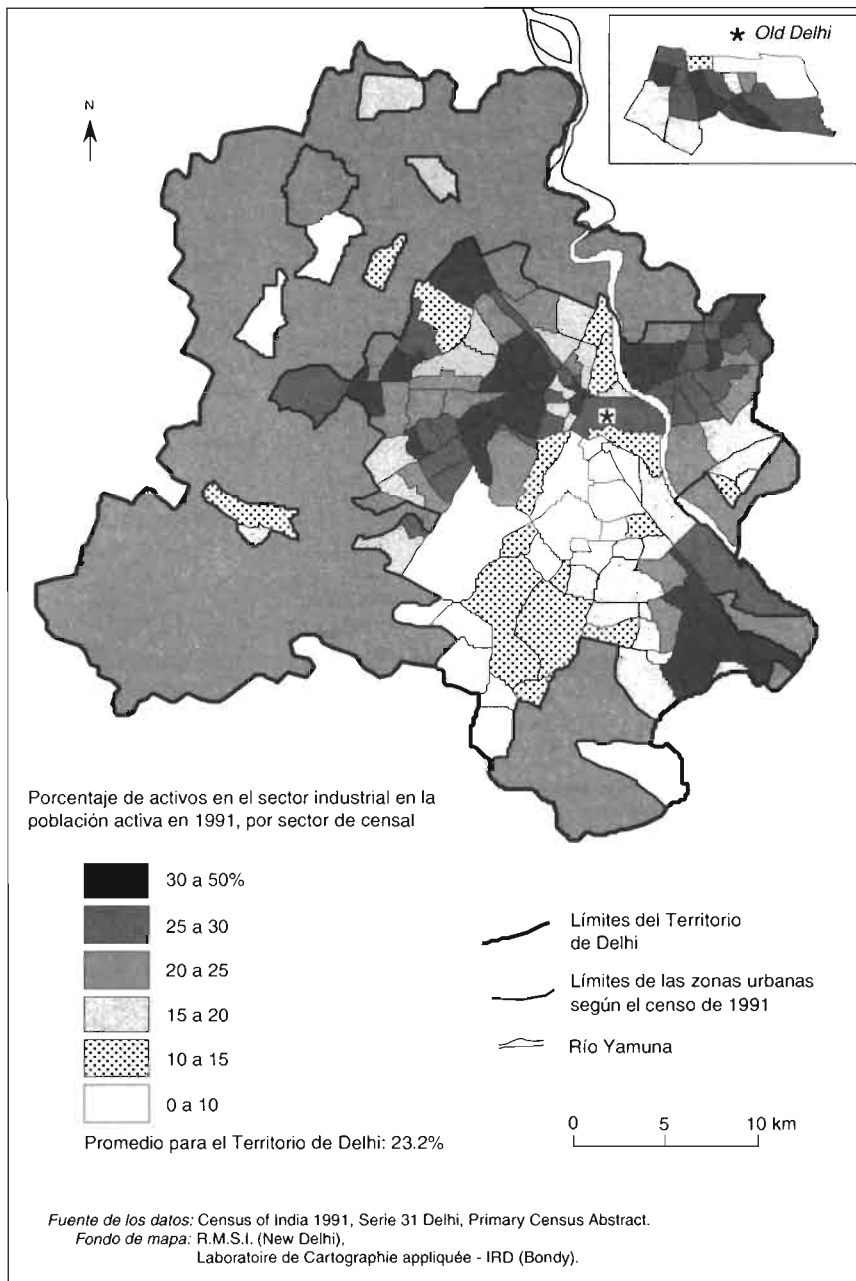 ★ Old Delhi
N
Porcentaje de activos en el sector industrial en la
población activa en 1991, por sector de censal
30 a 50%
25 a 30
20 a 25
15 a 20
10 a 15
0 a 10
Promedio para el Territorio de Delhi: 23.2%
Límites del Territorio
de Delhi
Límites de las zonas urbanas
según el censo de 1991
Río Yamuna
0 5 10 km
Fuente de los datos: Census of India 1991, Serie 31 Delhi, Primary Census Abstract.
Fondo de mapa: R.M.S.I. (New Delhi),
Laboratoire de Cartographie appliquée - IRD (Bondy).